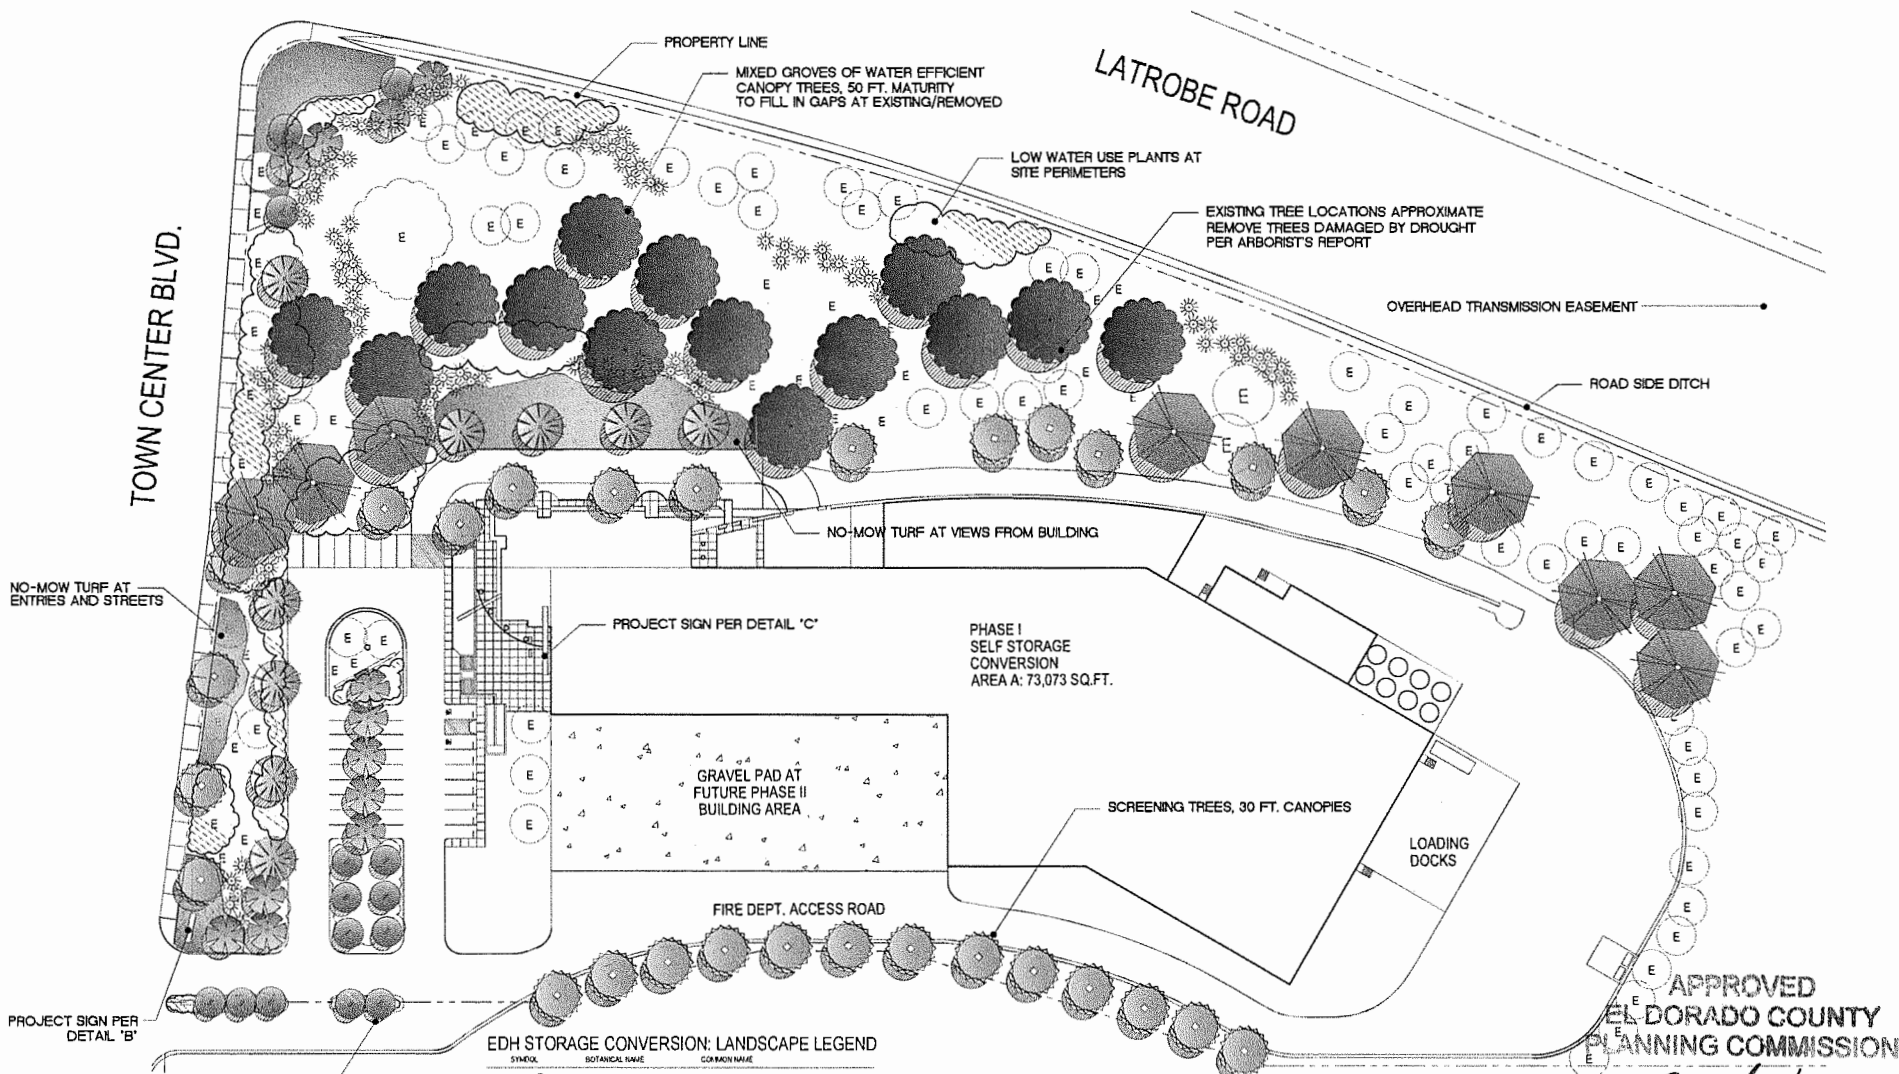 PROPERTY LINE
MIXED GROVES OF WATER EFFICIENT
CANOPY TREES, 50 FT. MATURITY
TO FILL IN GAPS AT EXISTING/REMOVED
LATROBE ROAD
LOW WATER USE PLANTS AT
SITE PERIMETERS
EXISTING TREE LOCATIONS APPROXIMATE
REMOVE TREES DAMAGED BY DROUGHT
PER ARBORIST'S REPORT
OVERHEAD TRANSMISSION EASEMENT
ROAD SIDE DITCH
TOWN CENTER BLVD.
NO-MOW TURF AT VIEWS FROM BUILDING
NO-MOW TURF AT
ENTRIES AND STREETS
PROJECT SIGN PER DETAIL "C"
PHASE I
SELF STORAGE
CONVERSION
AREA A: 73,073 SQ.FT.
GRAVEL PAD AT
FUTURE PHASE II
BUILDING AREA
SCREENING TREES, 30 FT. CANOPIES
LOADING
DOCKS
FIRE DEPT. ACCESS ROAD
PROJECT SIGN PER
DETAIL "B"
EDH STORAGE CONVERSION: LANDSCAPE LEGEND
SYMBOL BOTANICAL NAME COMMON NAME
APPROVED
EL DORADO COUNTY
PLANNING COMMISSION